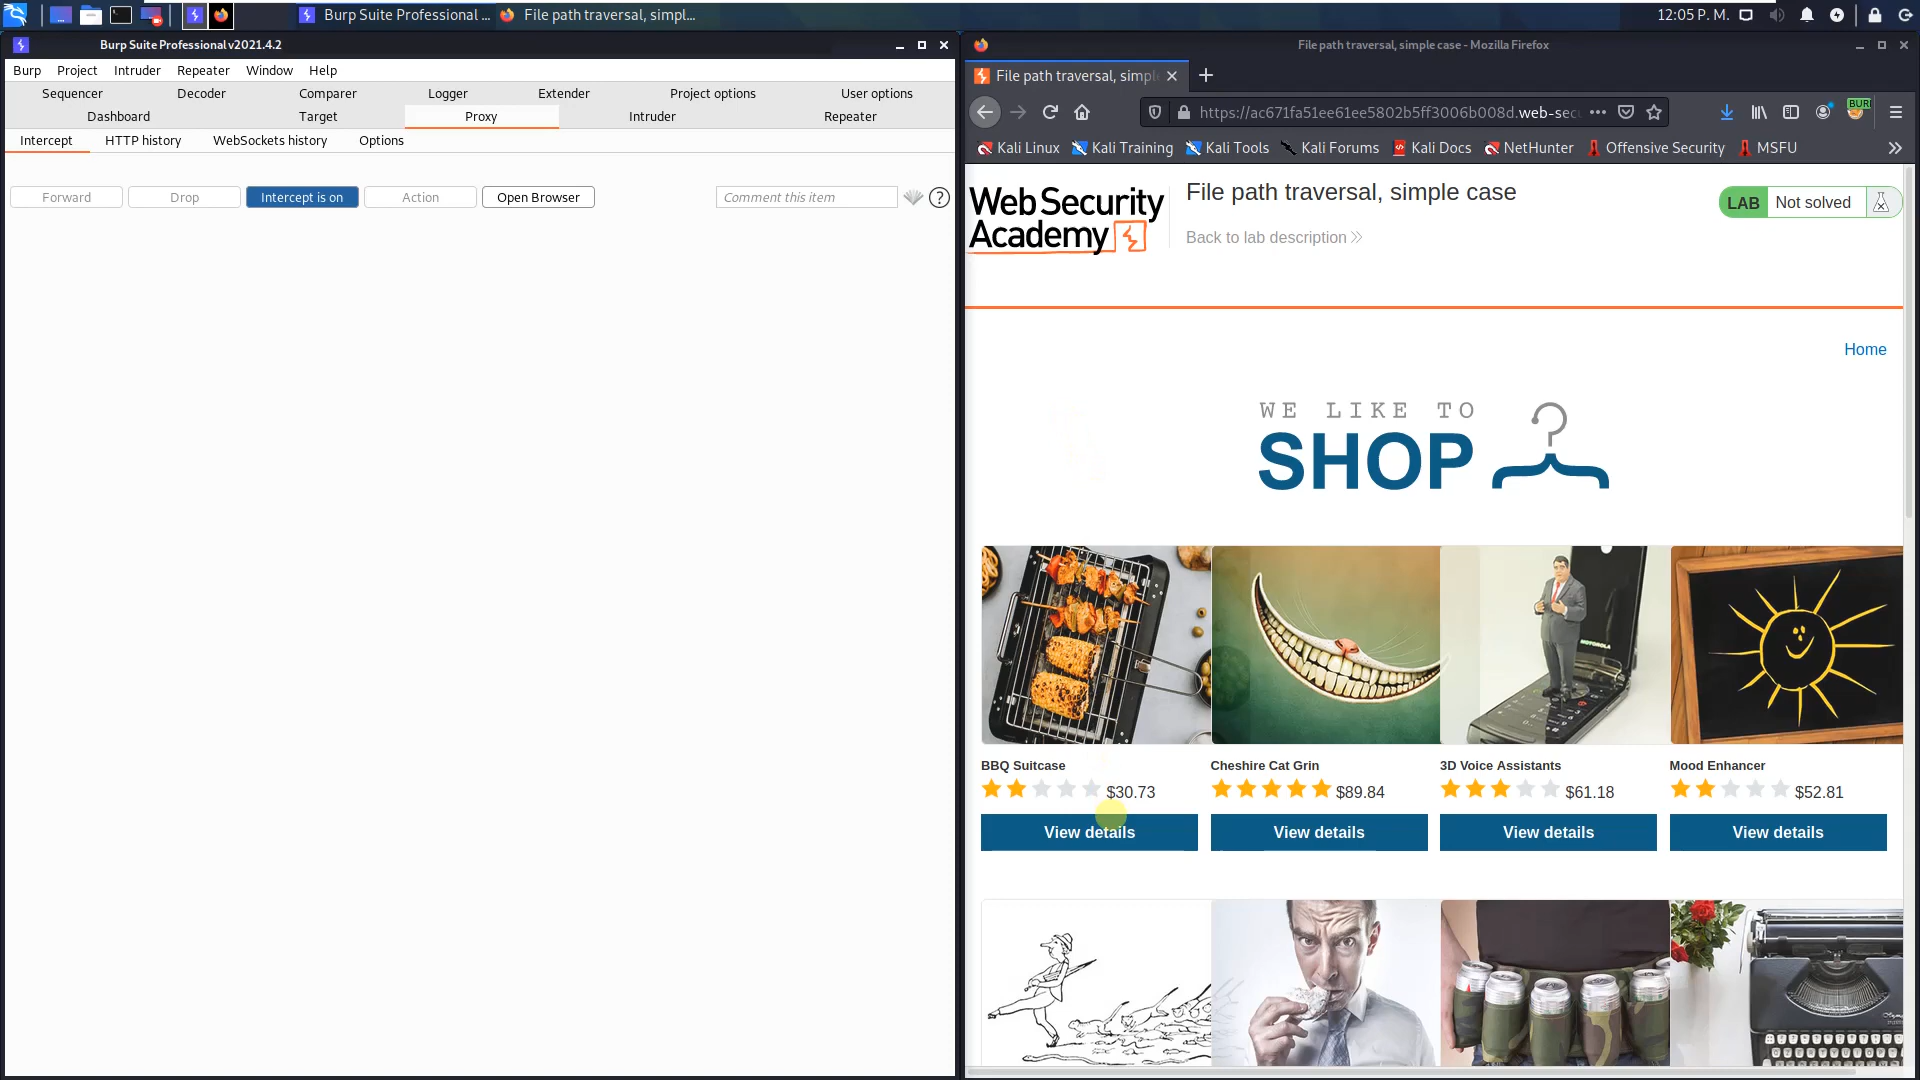 Burp Suite Professional ...
File path traversal, simpl...
12:05 P. M.
Burp Suite Professional v2021.4.2
Burp Project Intruder Repeater Window Help
Sequencer Decoder Comparer Logger Extender Project options User options
Dashboard Target Proxy Intruder Repeater
Intercept HTTP history WebSockets history Options
Forward Drop Intercept is on Action Open Browser Comment this item ?
File path traversal, simple case - Mozilla Firefox
File path traversal, simpl
https://ac671fa51ee61ee5802b5ff3006b008d.web-sec
BUR
Kali Linux Kali Training Kali Tools Kali Forums Kali Docs NetHunter Offensive Security MSFU
Web Security
Academy
File path traversal, simple case
Back to lab description
LAB Not solved
Home
WE LIKE TO
SHOP
MOTOROLA
BBQ Suitcase
$30.73
View details
Cheshire Cat Grin
$89.84
View details
3D Voice Assistants
$61.18
View details
Mood Enhancer
$52.81
View details